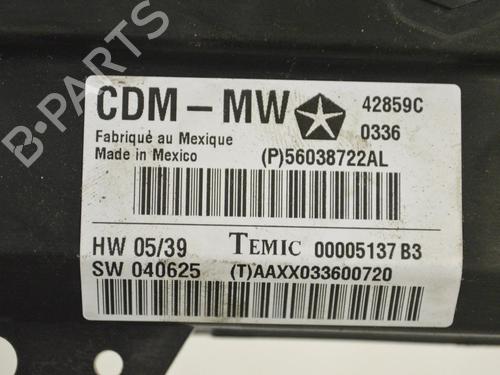 CDM – MW 42859C
0336
Fabriqué au Mexique
Made in Mexico (P)56038722AL
HW 05/39 TEMIC 00005137 B3
SW 040625 (T)AAXX033600720
B-Parts